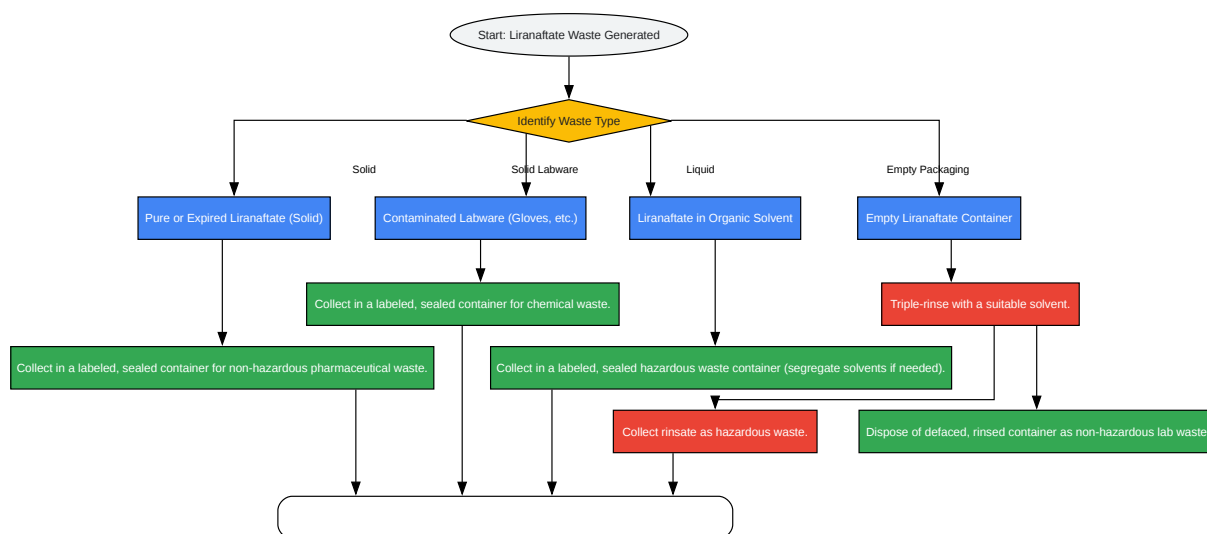 Start: Liranaftate Waste Generated
Identify Waste Type
Solid
Solid Labware
Liquid
Empty Packaging
Pure or Expired Liranaftate (Solid)
Contaminated Labware (Gloves, etc.)
Liranaftate in Organic Solvent
Empty Liranaftate Container
Collect in a labeled, sealed container for chemical waste.
Triple-rinse with a suitable solvent.
Collect in a labeled, sealed container for non-hazardous pharmaceutical waste.
Collect in a labeled, sealed hazardous waste container (segregate solvents if needed).
Collect rinsate as hazardous waste.
Dispose of defaced, rinsed container as non-hazardous lab waste